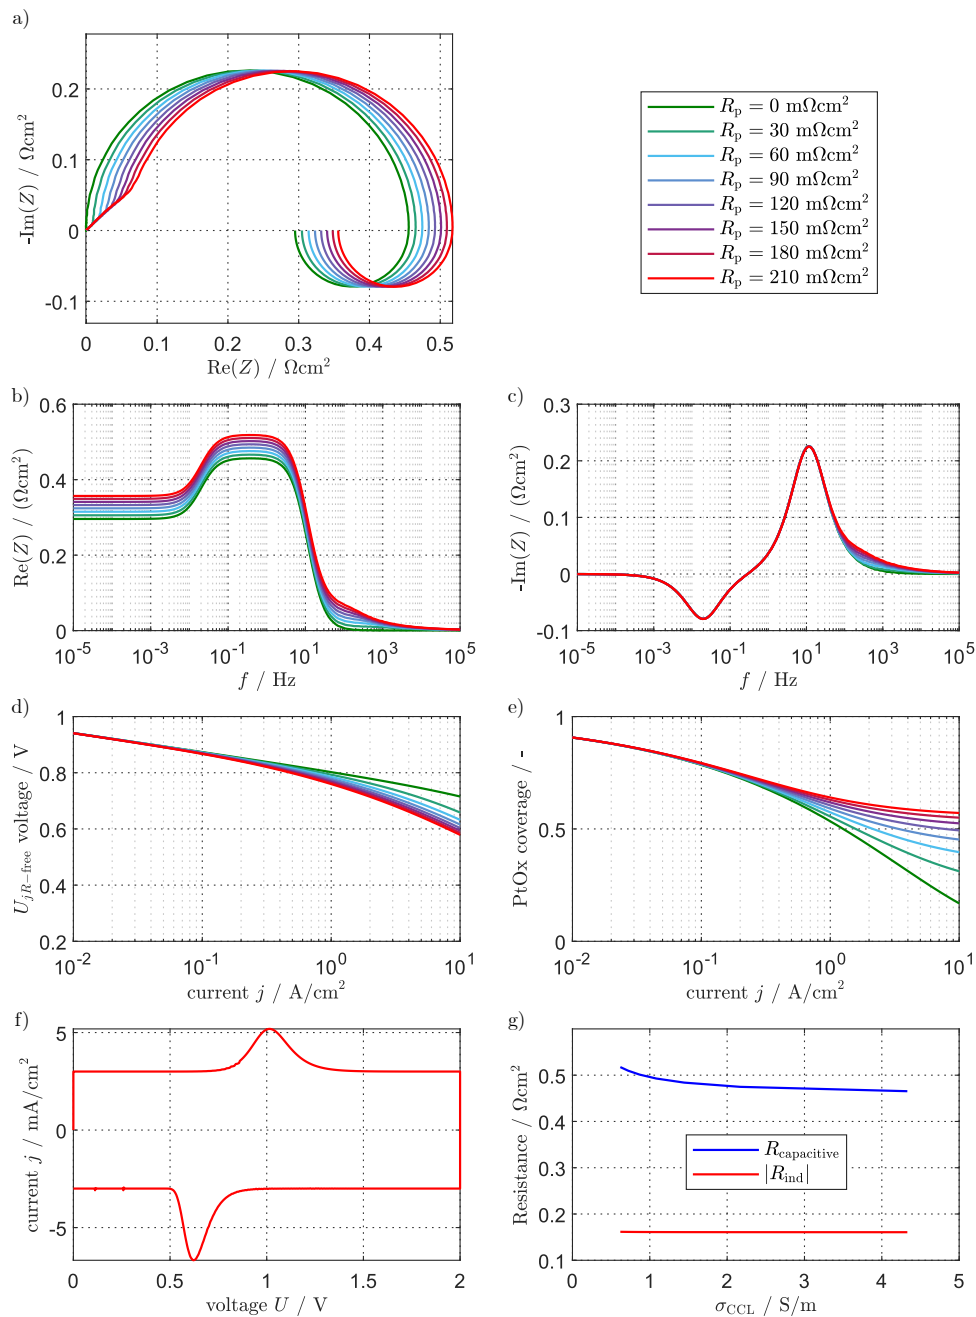 a)
-Im(Z) / Ωcm²
0.2
0.1
0
-0.1
0 0.1 0.2 0.3 0.4 0.5
Re(Z) / Ωcm²
Rp = 0 mΩcm²
Rp = 30 mΩcm²
Rp = 60 mΩcm²
Rp = 90 mΩcm²
Rp = 120 mΩcm²
Rp = 150 mΩcm²
Rp = 180 mΩcm²
Rp = 210 mΩcm²
b)
Re(Z) / (Ωcm²)
0.6
0.4
0.2
0
10⁻⁵ 10⁻³ 10⁻¹ 10¹ 10³ 10⁵
f / Hz
c)
-Im(Z) / (Ωcm²)
0.3
0.2
0.1
0
-0.1
10⁻⁵ 10⁻³ 10⁻¹ 10¹ 10³ 10⁵
f / Hz
d)
UjR−free voltage / V
1
0.8
0.6
0.4
0.2
10⁻² 10⁻¹ 10⁰ 10¹
current j / A/cm²
e)
PtOx coverage / -
1
0.5
0
10⁻² 10⁻¹ 10⁰ 10¹
current j / A/cm²
f)
current j / mA/cm²
5
0
-5
0 0.5 1 1.5 2
voltage U / V
g)
Resistance / Ωcm²
0.5
0.4
0.3
0.2
0.1
0 1 2 3 4 5
σCCL / S/m
Rcapacitive
|Rind|